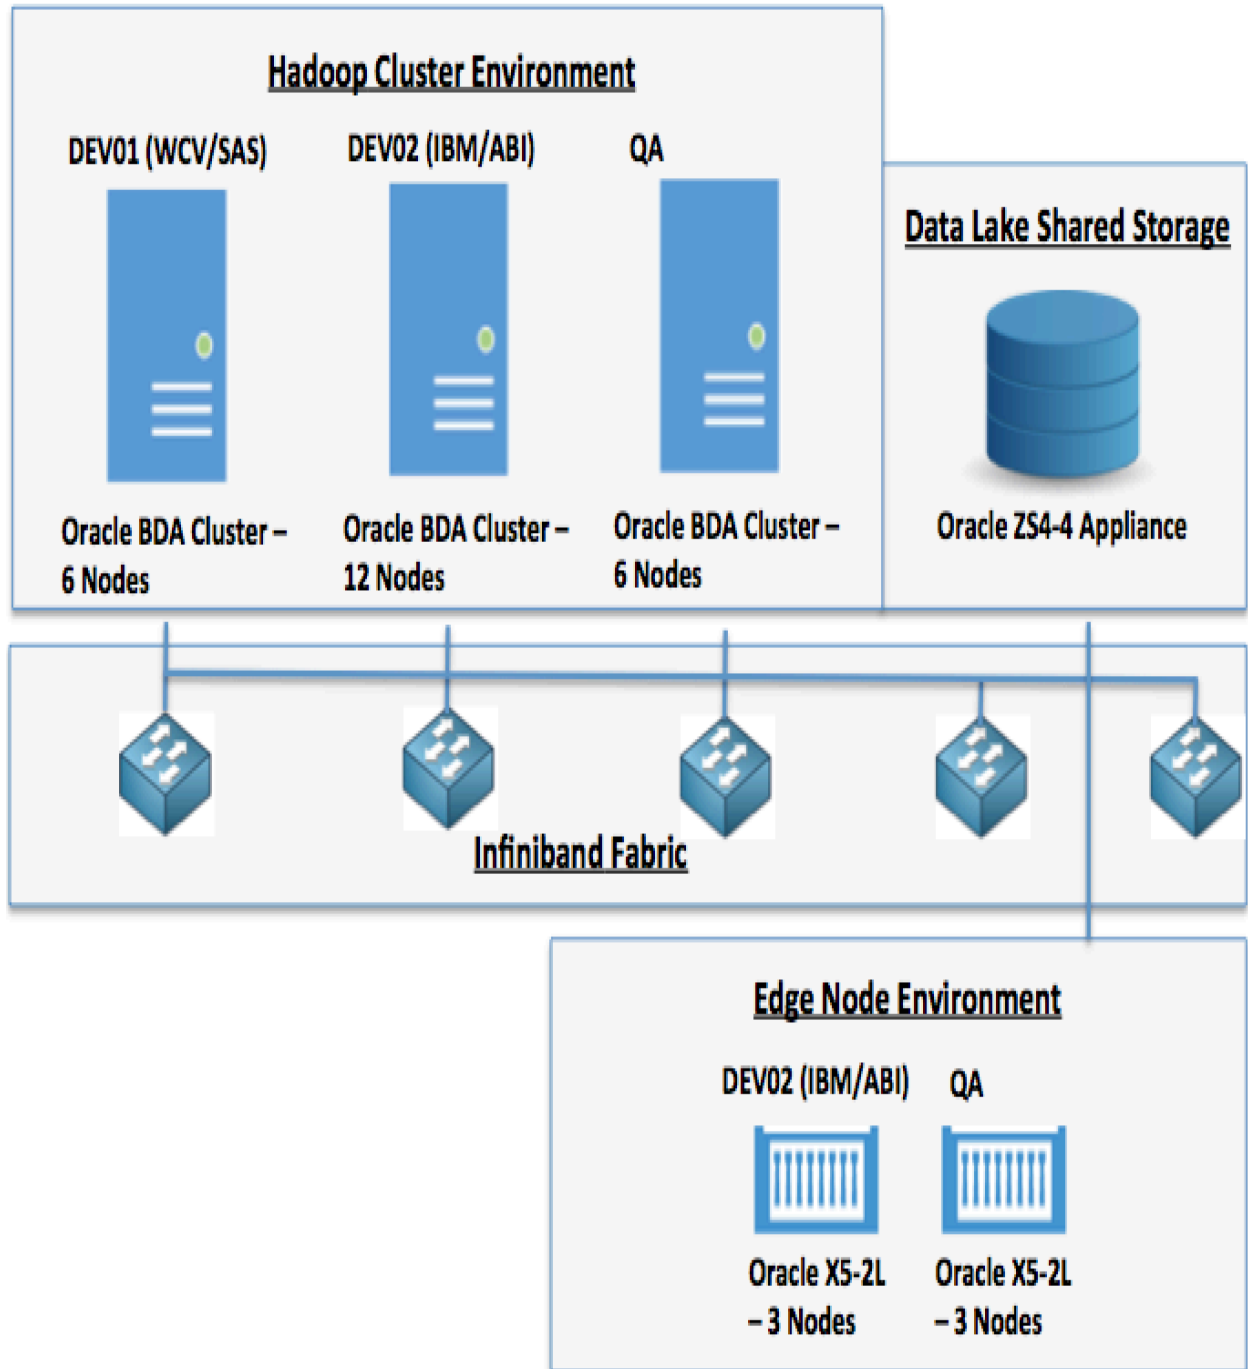 Hadoop Cluster Environment
DEV01 (WCV/SAS)
DEV02 (IBM/ABI)
QA
Oracle BDA Cluster –
6 Nodes
Oracle BDA Cluster –
12 Nodes
Oracle BDA Cluster –
6 Nodes
Data Lake Shared Storage
Oracle ZS4-4 Appliance
Infiniband Fabric
Edge Node Environment
DEV02 (IBM/ABI)
QA
Oracle X5-2L
– 3 Nodes
Oracle X5-2L
– 3 Nodes